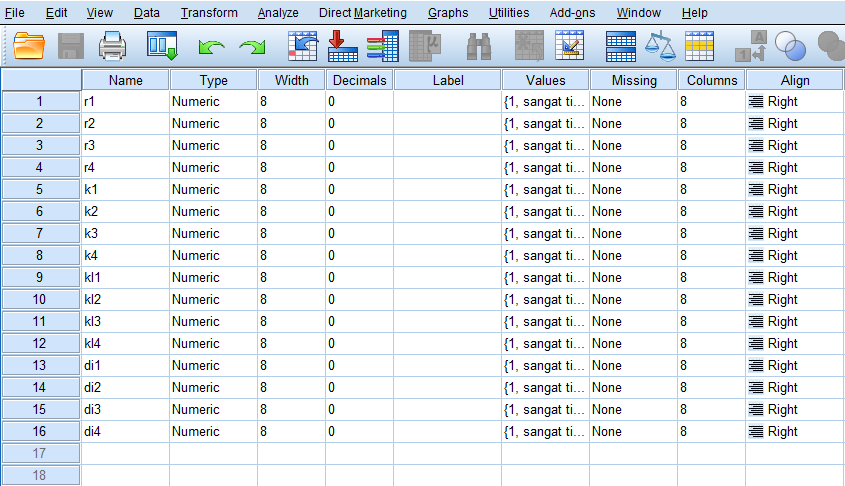 File Edit View Data Transform Analyze Direct Marketing Graphs Utilities Add-ons Window Help
Name Type Width Decimals Label Values Missing Columns Align
1 r1 Numeric 8 0 {1, sangat ti... None 8 Right
2 r2 Numeric 8 0 {1, sangat ti... None 8 Right
3 r3 Numeric 8 0 {1, sangat ti... None 8 Right
4 r4 Numeric 8 0 {1, sangat ti... None 8 Right
5 k1 Numeric 8 0 {1, sangat ti... None 8 Right
6 k2 Numeric 8 0 {1, sangat ti... None 8 Right
7 k3 Numeric 8 0 {1, sangat ti... None 8 Right
8 k4 Numeric 8 0 {1, sangat ti... None 8 Right
9 kl1 Numeric 8 0 {1, sangat ti... None 8 Right
10 kl2 Numeric 8 0 {1, sangat ti... None 8 Right
11 kl3 Numeric 8 0 {1, sangat ti... None 8 Right
12 kl4 Numeric 8 0 {1, sangat ti... None 8 Right
13 di1 Numeric 8 0 {1, sangat ti... None 8 Right
14 di2 Numeric 8 0 {1, sangat ti... None 8 Right
15 di3 Numeric 8 0 {1, sangat ti... None 8 Right
16 di4 Numeric 8 0 {1, sangat ti... None 8 Right
17
18